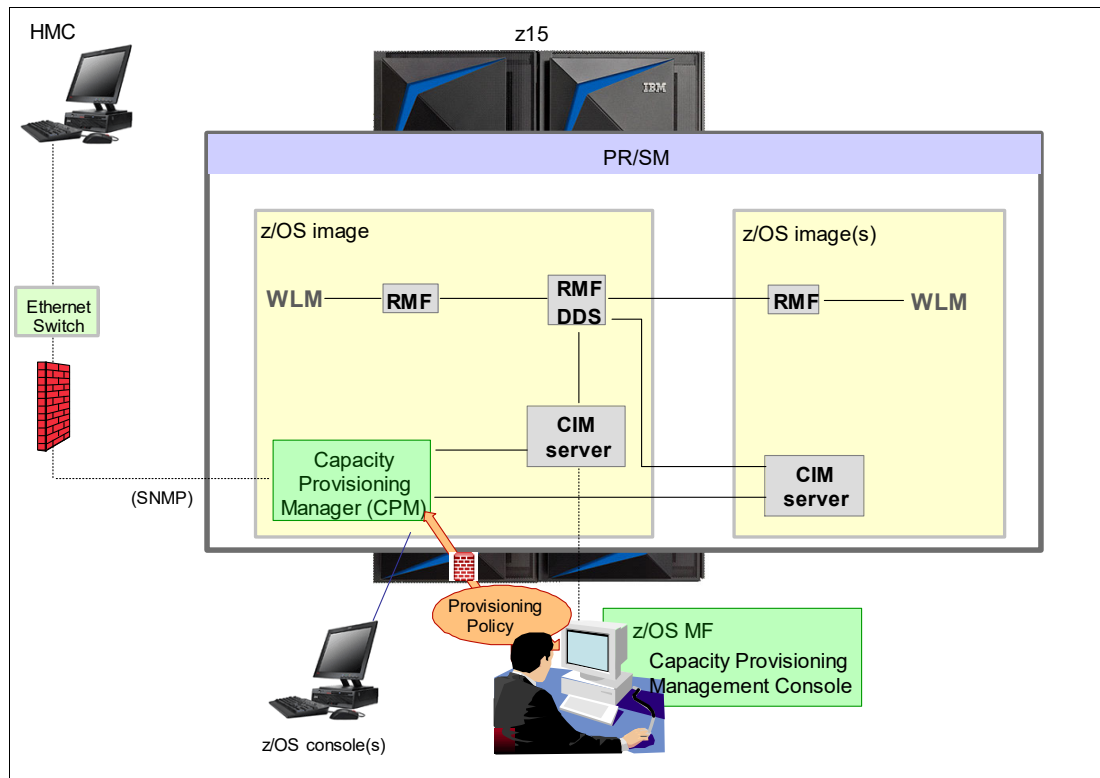 HMC
z15
IBM
PR/SM
z/OS image
z/OS image(s)
WLM
RMF
RMF
DDS
RMF
WLM
Ethernet
Switch
CIM
server
Capacity
Provisioning
Manager (CPM)
CIM
server
(SNMP)
Provisioning
Policy
z/OS MF
Capacity Provisioning
Management Console
z/OS console(s)